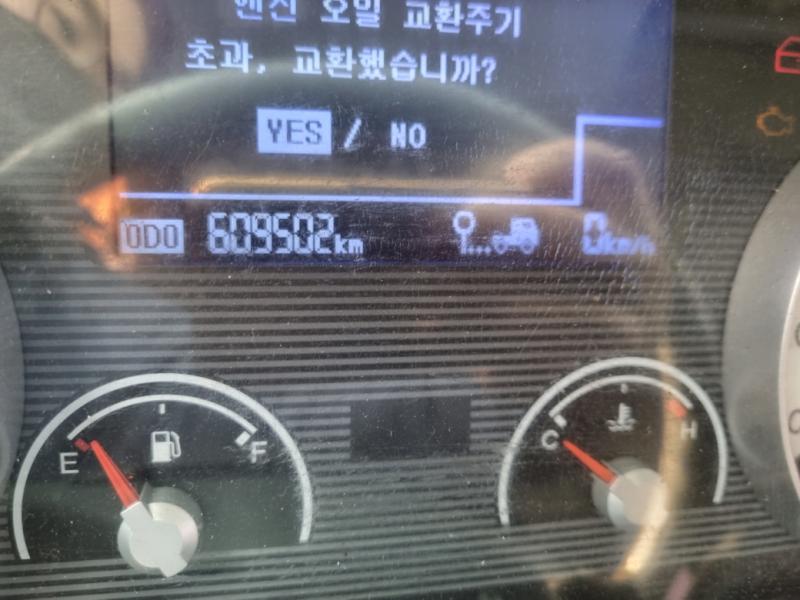 엔진 오일 교환주기
초과, 교환했습니까?
YES / NO
ODO 609502km km/h
E F
C H